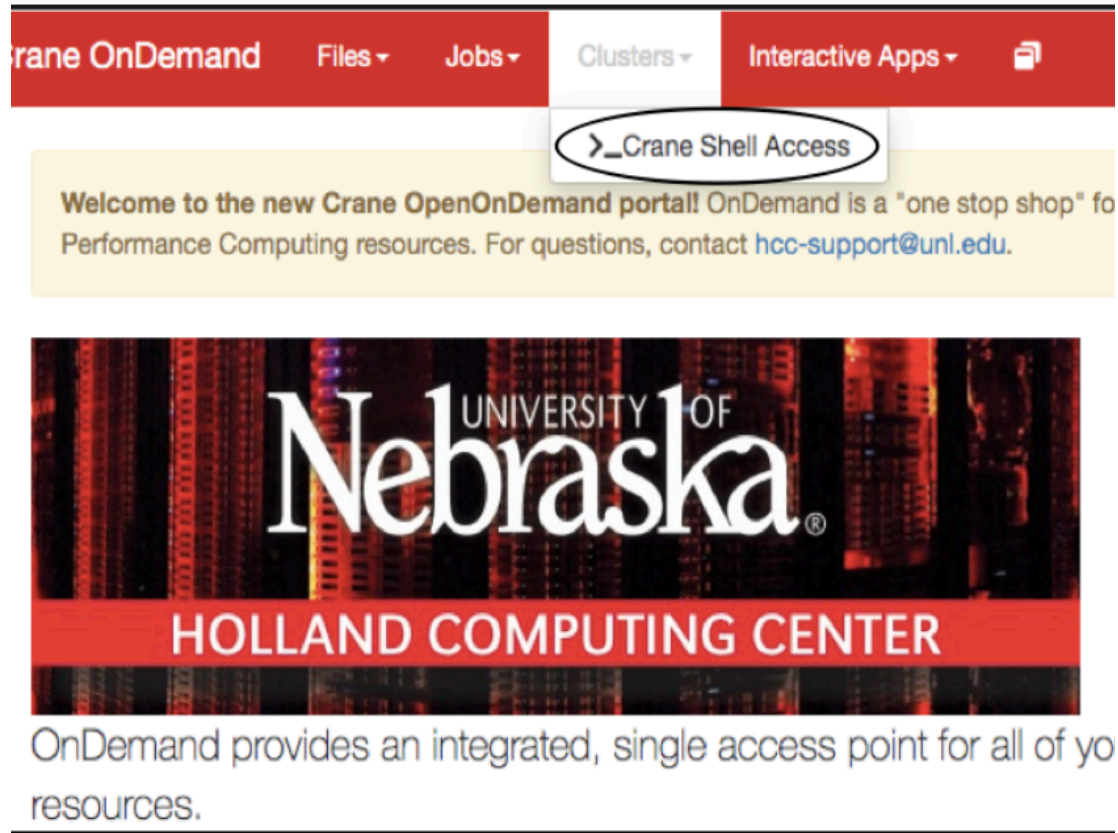 rane OnDemand Files Jobs Clusters Interactive Apps
>_Crane Shell Access
Welcome to the new Crane OpenOnDemand portal! OnDemand is a "one stop shop" fo
Performance Computing resources. For questions, contact hcc-support@unl.edu.
UNIVERSITY OF
Nebraska®
HOLLAND COMPUTING CENTER
OnDemand provides an integrated, single access point for all of yo
resources.